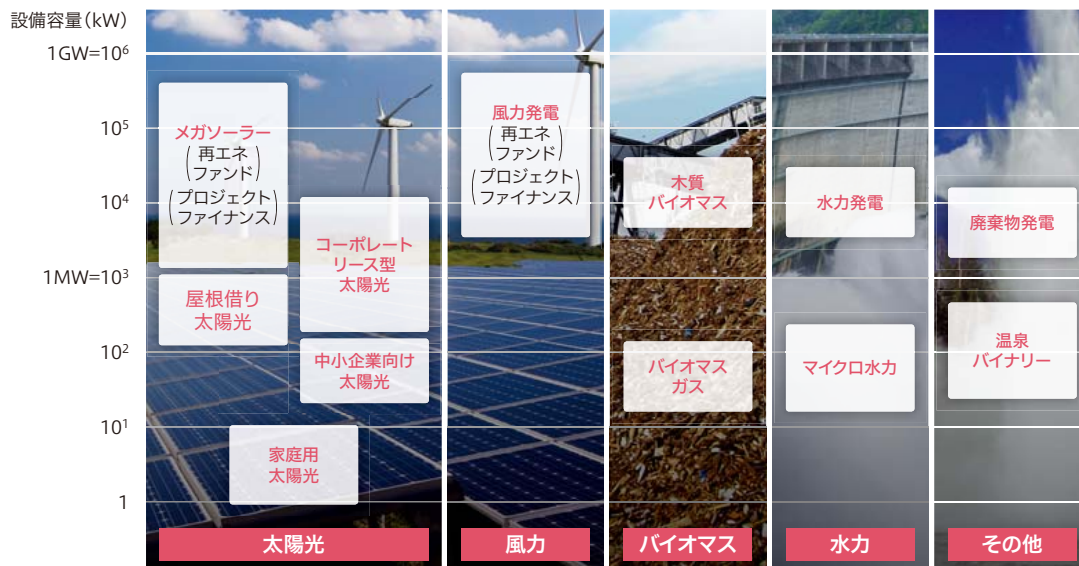 設備容量(kW)
1GW=10⁶
10⁵
10⁴
1MW=10³
10²
10¹
1
メガソーラー
(再エネ
ファンド)
(プロジェクト
ファイナンス)
屋根借り
太陽光
コーポレート
リース型
太陽光
中小企業向け
太陽光
家庭用
太陽光
太陽光
風力発電
(再エネ
ファンド)
(プロジェクト
ファイナンス)
風力
木質
バイオマス
バイオマス
ガス
バイオマス
水力発電
マイクロ水力
水力
廃棄物発電
温泉
バイナリー
その他